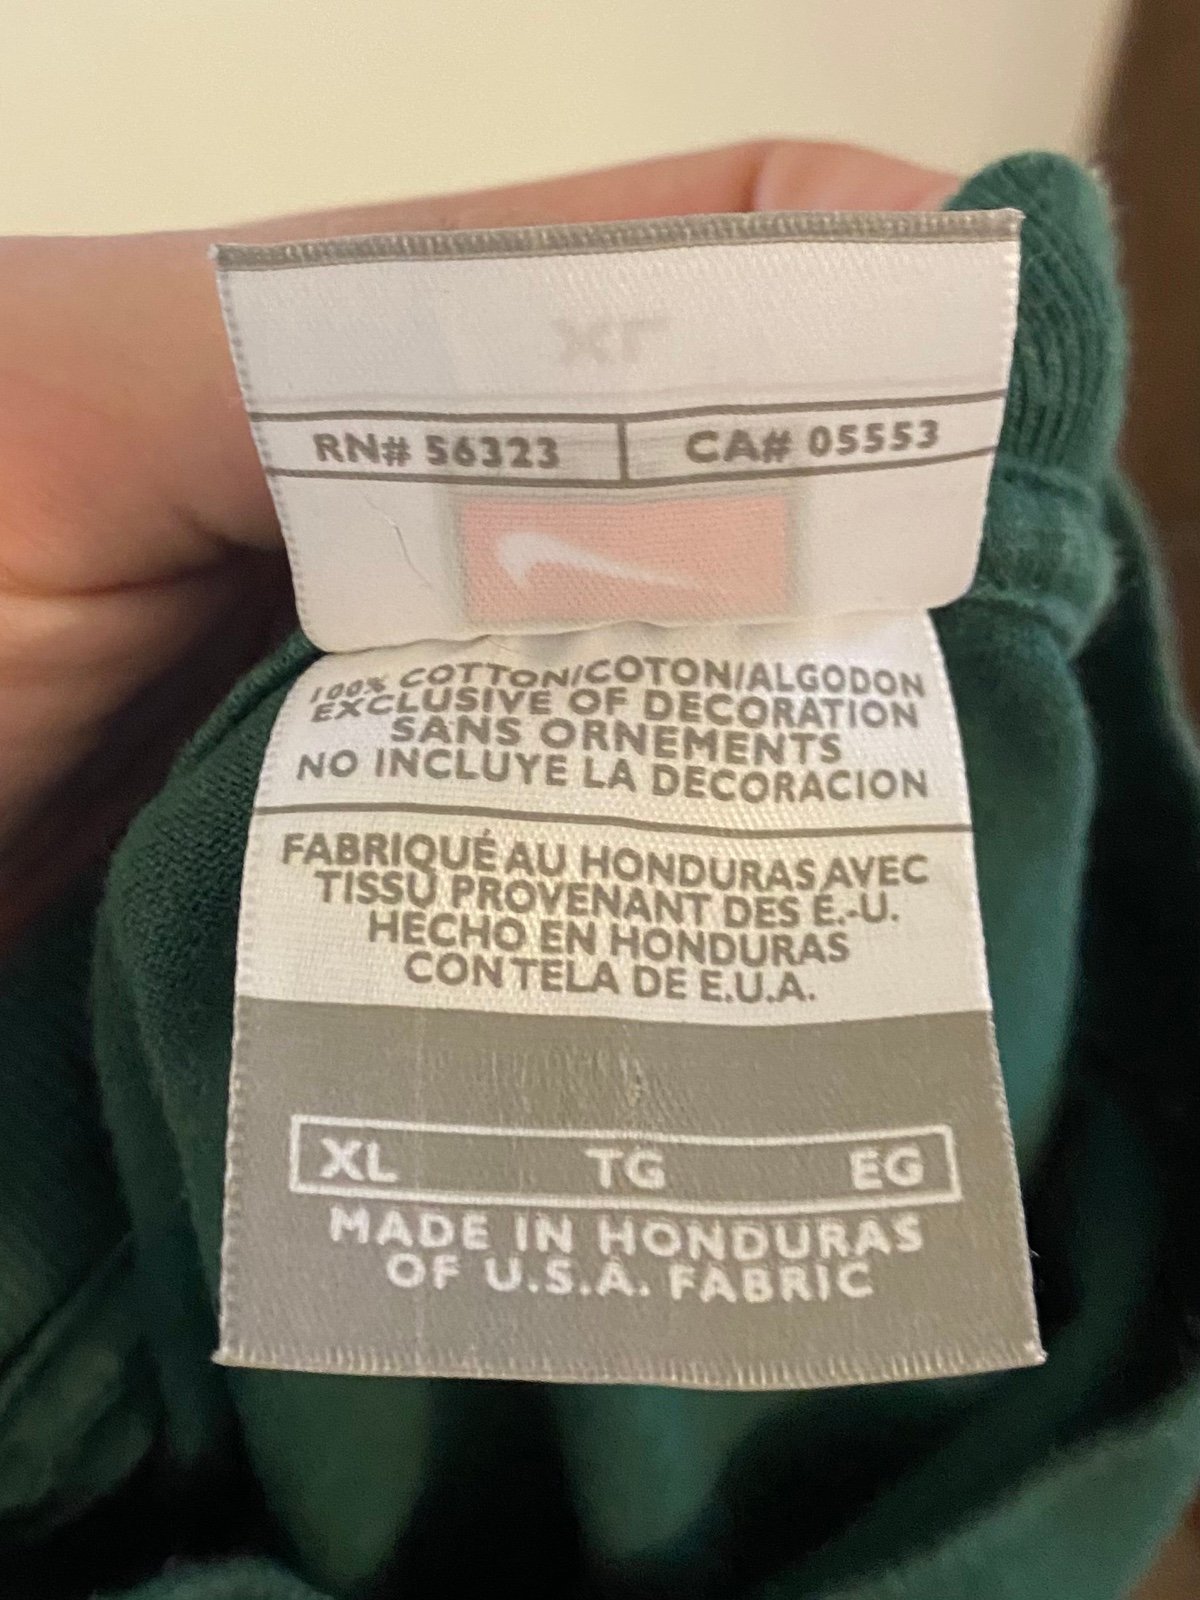 XL
RN# 56323 CA# 05553
100% COTTON/COTON/ALGODON
EXCLUSIVE OF DECORATION
SANS ORNEMENTS
NO INCLUYE LA DECORACION
FABRIQUÉ AU HONDURAS AVEC
TISSU PROVENANT DES É.-U.
HECHO EN HONDURAS
CON TELA DE E.U.A.
XL TG EG
MADE IN HONDURAS
OF U.S.A. FABRIC